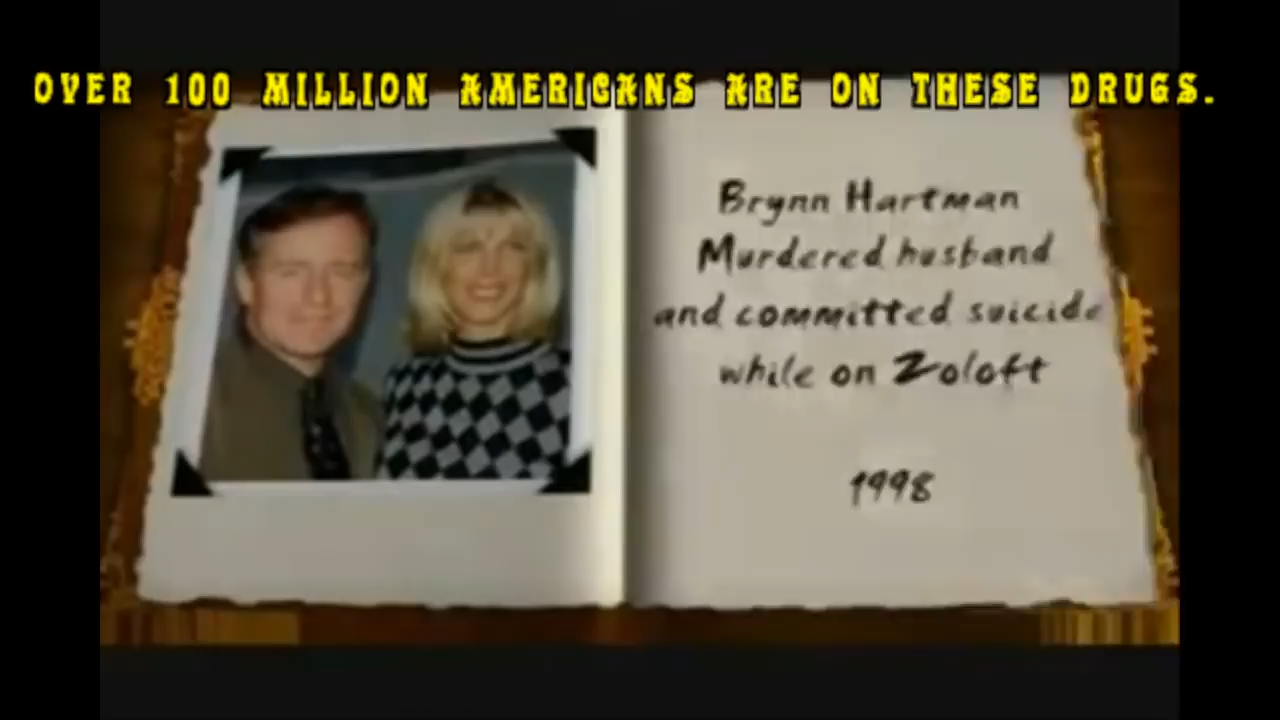 OVER 100 MILLION AMERICANS ARE ON THESE DRUGS.
Brynn Hartman
Murdered husband
and committed suicide
while on Zoloft
1998